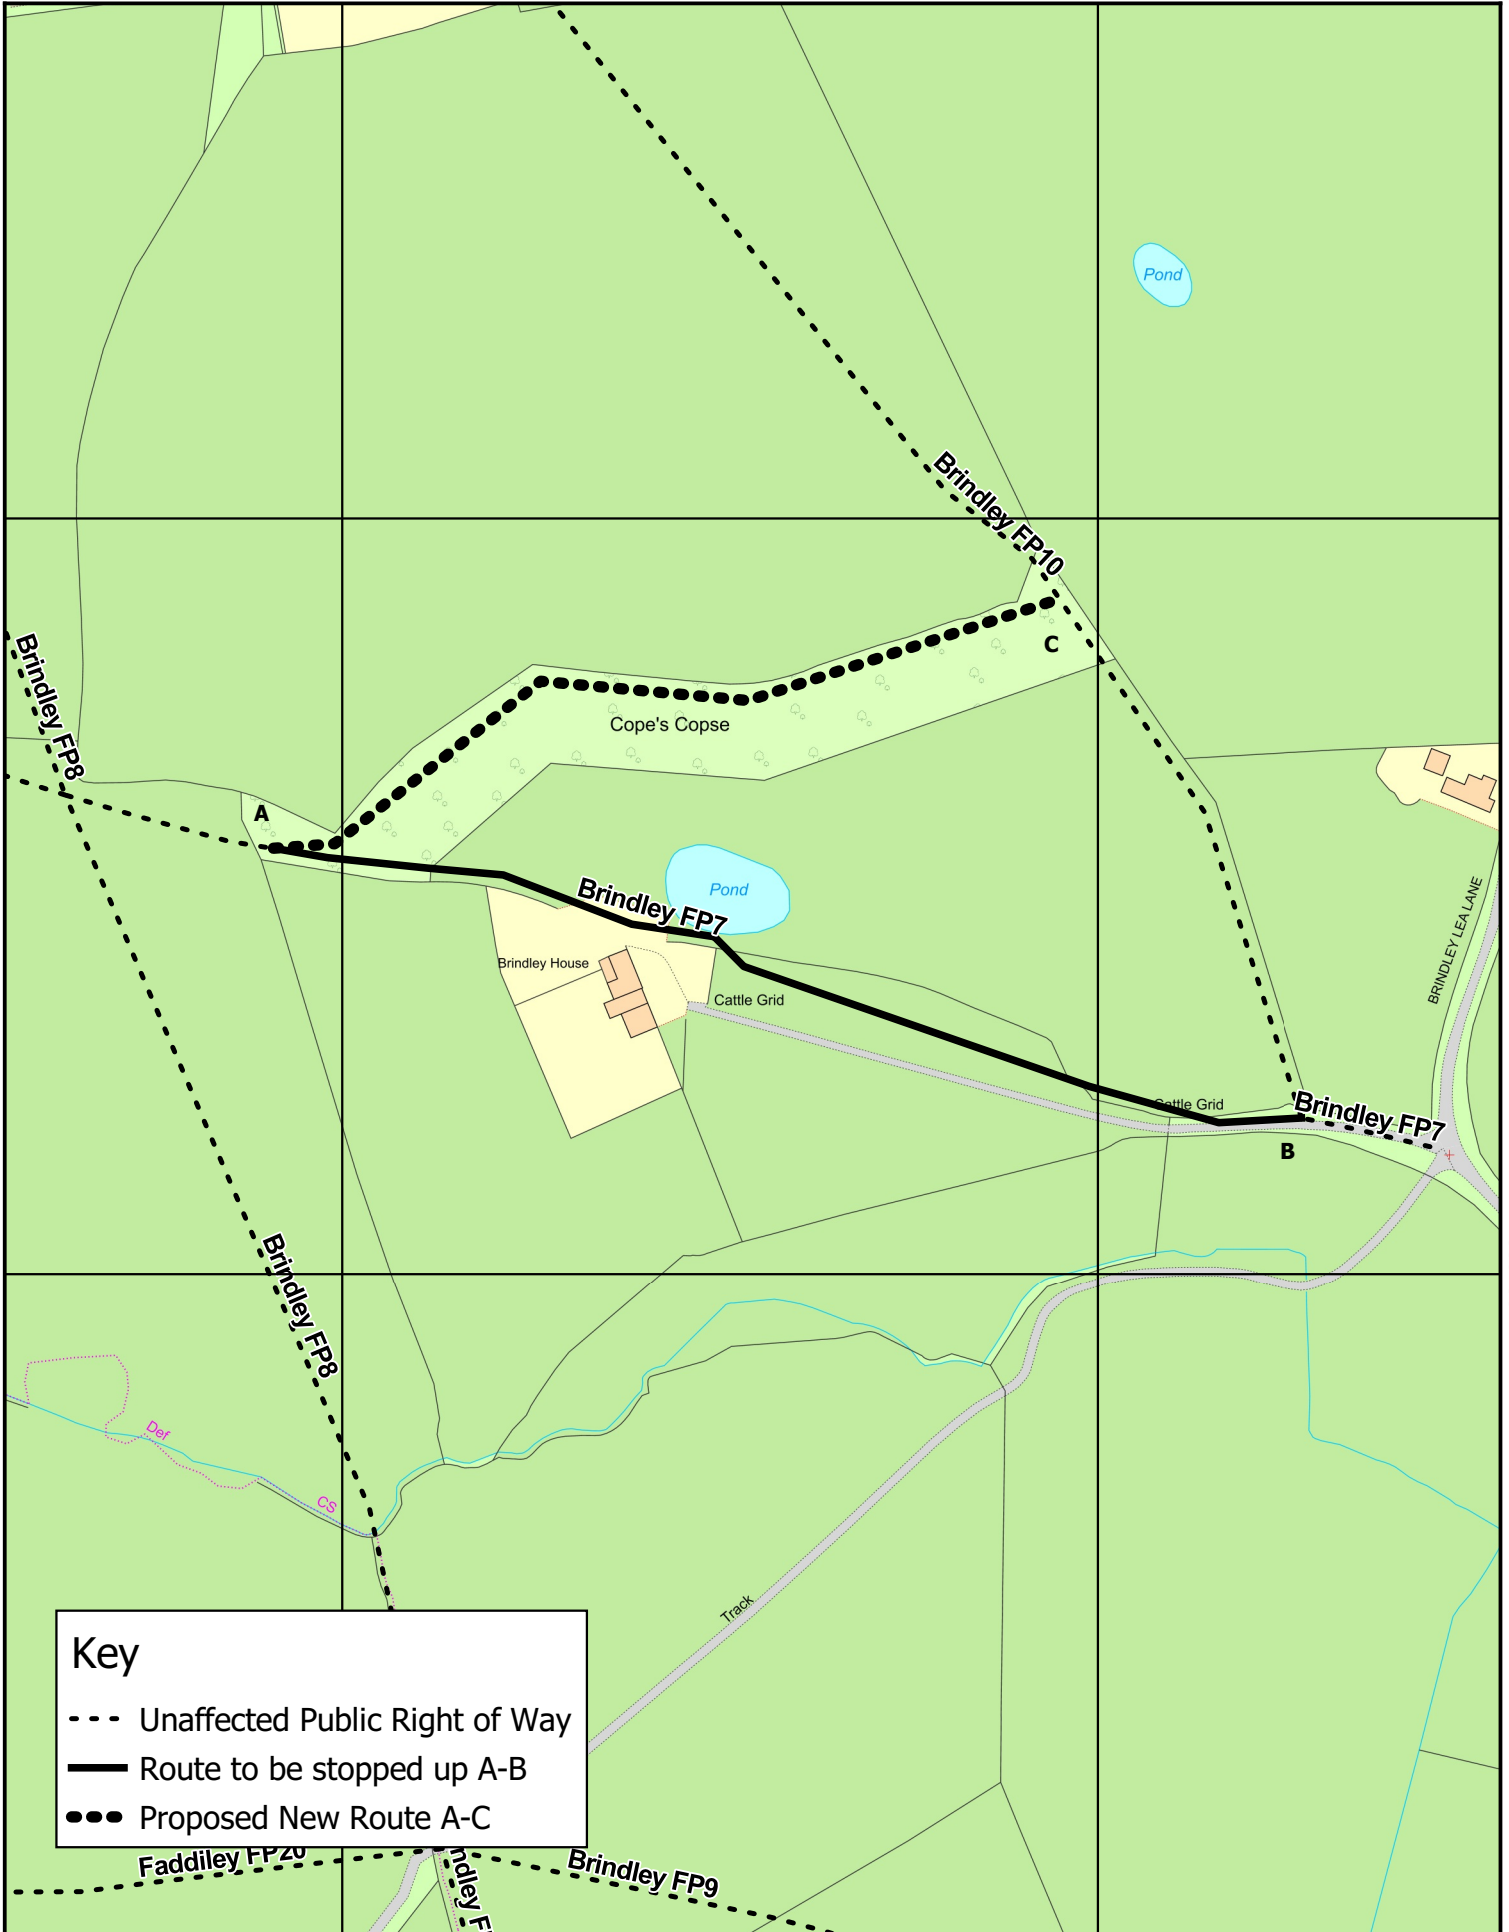 Pond
Brindley FP10
Brindley FP8
C
Cope's Copse
A
Pond
Brindley FP7
BRINDLEY LEA LANE
Brindley House
Cattle Grid
Cattle Grid
Brindley FP7
B
Brindley FP8
Def
CS
Track
Key
Unaffected Public Right of Way
Route to be stopped up A-B
Proposed New Route A-C
Faddiley FP20
Brindley FP9
ndley F